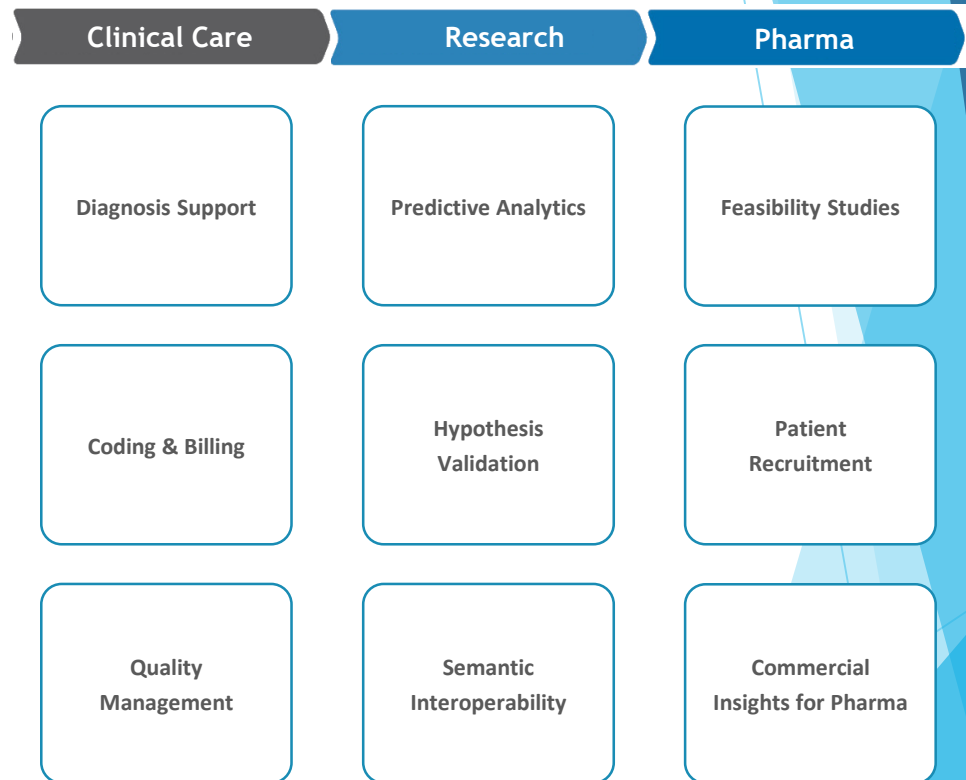 Clinical Care
Research
Pharma
Diagnosis Support
Predictive Analytics
Feasibility Studies
Coding & Billing
Hypothesis
Validation
Patient
Recruitment
Quality
Management
Semantic
Interoperability
Commercial
Insights for Pharma